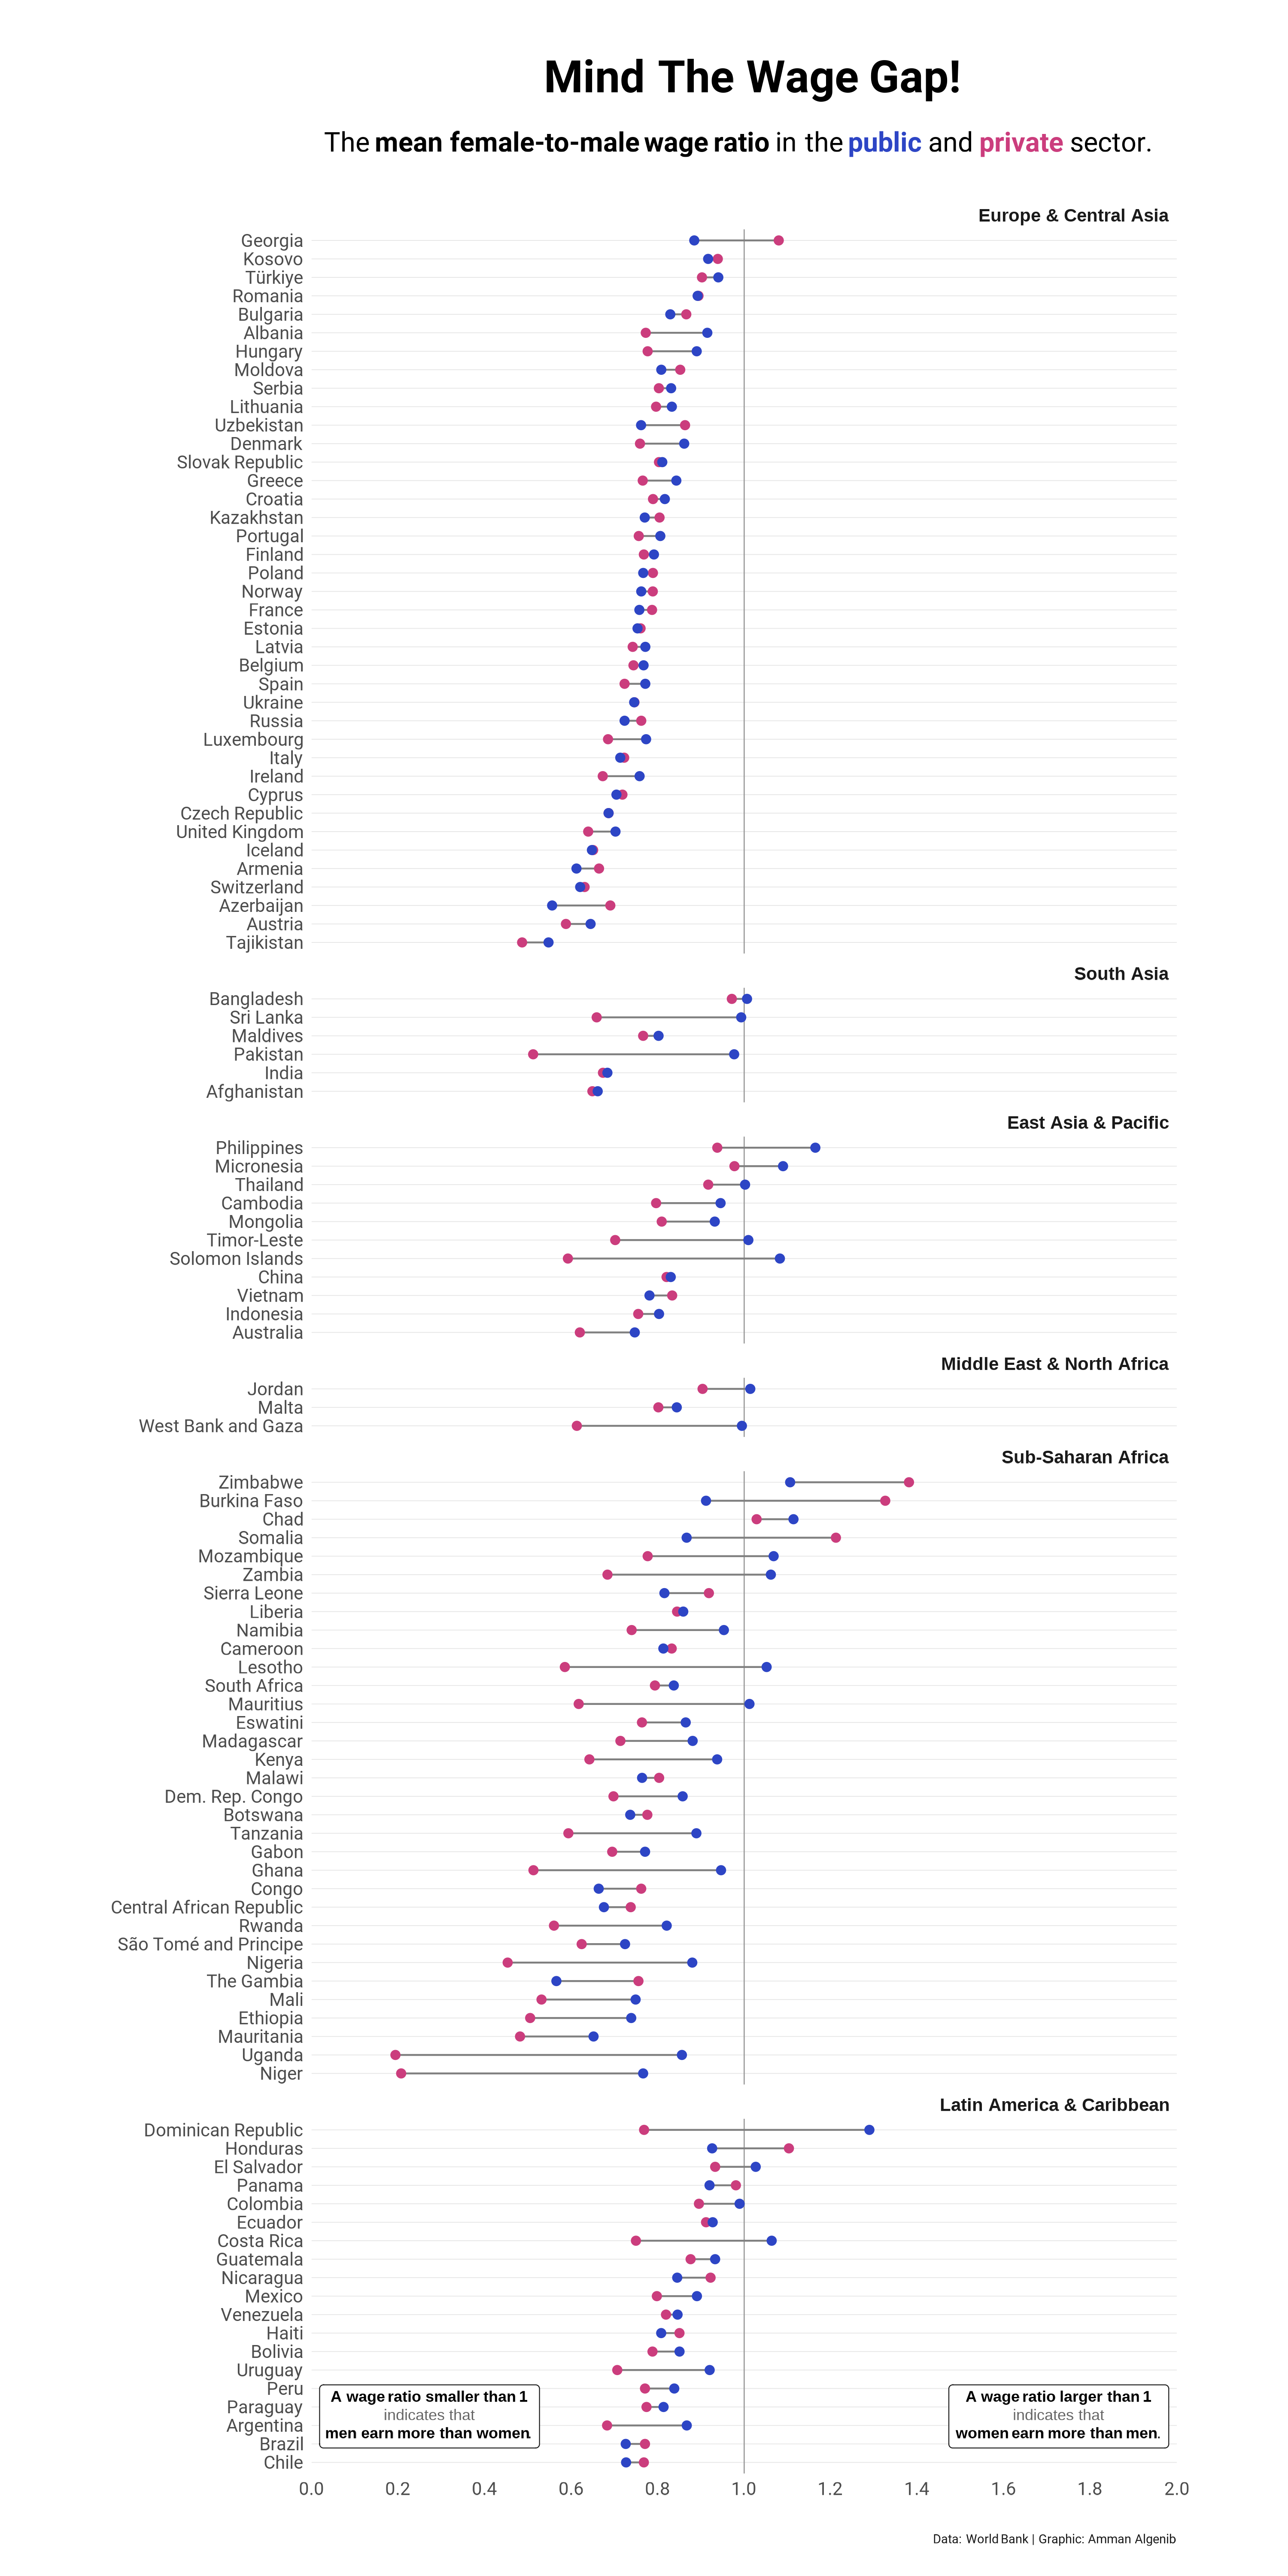 Mind The Wage Gap!
The mean female-to-male wage ratio in the public and private sector.
Europe & Central Asia
Georgia
Kosovo
Türkiye
Romania
Bulgaria
Albania
Hungary
Moldova
Serbia
Lithuania
Uzbekistan
Denmark
Slovak Republic
Greece
Croatia
Kazakhstan
Portugal
Finland
Poland
Norway
France
Estonia
Latvia
Belgium
Spain
Ukraine
Russia
Luxembourg
Italy
Ireland
Cyprus
Czech Republic
United Kingdom
Iceland
Armenia
Switzerland
Azerbaijan
Austria
Tajikistan
South Asia
Bangladesh
Sri Lanka
Maldives
Pakistan
India
Afghanistan
East Asia & Pacific
Philippines
Micronesia
Thailand
Cambodia
Mongolia
Timor-Leste
Solomon Islands
China
Vietnam
Indonesia
Australia
Middle East & North Africa
Jordan
Malta
West Bank and Gaza
Sub-Saharan Africa
Zimbabwe
Burkina Faso
Chad
Somalia
Mozambique
Zambia
Sierra Leone
Liberia
Namibia
Cameroon
Lesotho
South Africa
Mauritius
Eswatini
Madagascar
Kenya
Malawi
Dem. Rep. Congo
Botswana
Tanzania
Gabon
Ghana
Congo
Central African Republic
Rwanda
São Tomé and Principe
Nigeria
The Gambia
Mali
Ethiopia
Mauritania
Uganda
Niger
Latin America & Caribbean
Dominican Republic
Honduras
El Salvador
Panama
Colombia
Ecuador
Costa Rica
Guatemala
Nicaragua
Mexico
Venezuela
Haiti
Bolivia
Uruguay
Peru
Paraguay
Argentina
Brazil
Chile
A wage ratio smaller than 1
indicates that
men earn more than women.
A wage ratio larger than 1
indicates that
women earn more than men.
0.0 0.2 0.4 0.6 0.8 1.0 1.2 1.4 1.6 1.8 2.0
Data: World Bank | Graphic: Amman Algenib